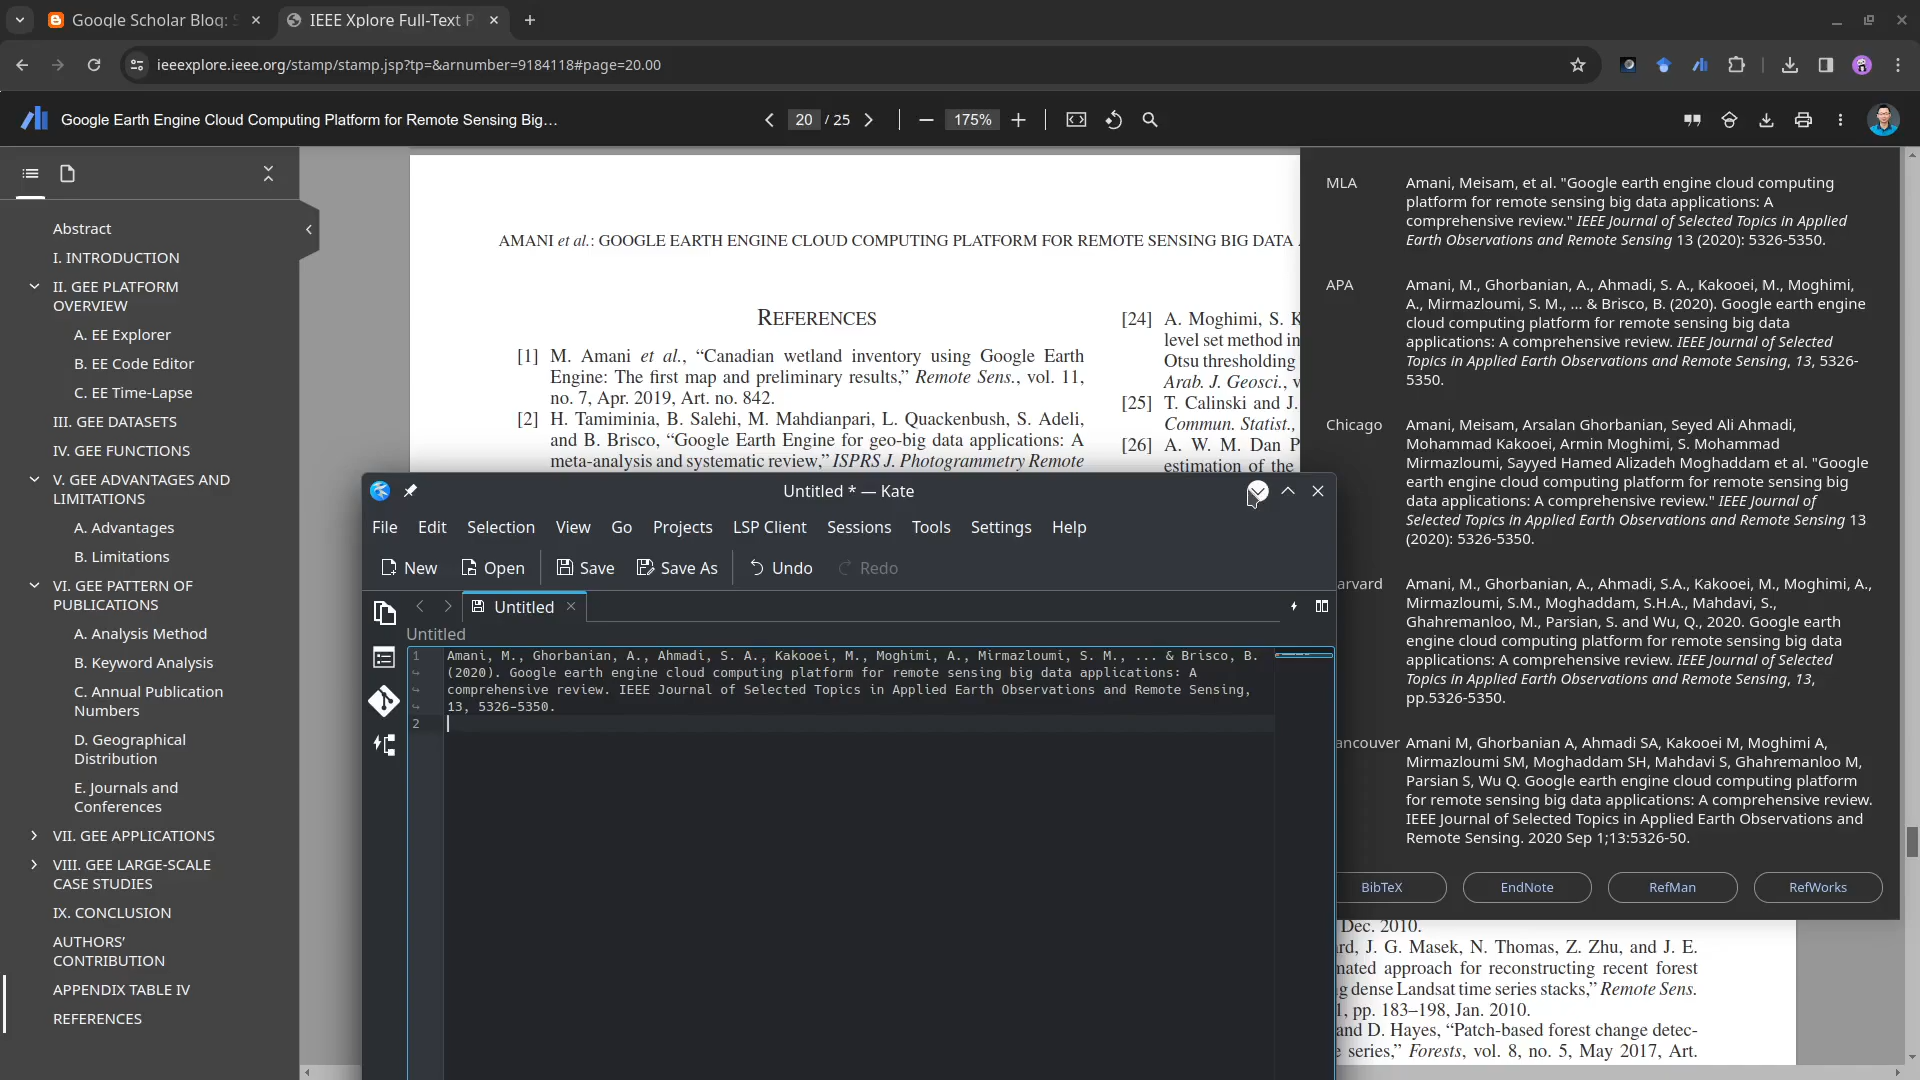 Google Scholar Blog:
IEEE Xplore Full-Text P
ieeexplore.ieee.org/stamp/stamp.jsp?tp=&arnumber=9184118#page=20.00
Google Earth Engine Cloud Computing Platform for Remote Sensing Big…
20 / 25
175%
Abstract
I. INTRODUCTION
II. GEE PLATFORM
OVERVIEW
A. EE Explorer
B. EE Code Editor
C. EE Time-Lapse
III. GEE DATASETS
IV. GEE FUNCTIONS
V. GEE ADVANTAGES AND
LIMITATIONS
A. Advantages
B. Limitations
VI. GEE PATTERN OF
PUBLICATIONS
A. Analysis Method
B. Keyword Analysis
C. Annual Publication
Numbers
D. Geographical
Distribution
E. Journals and
Conferences
VII. GEE APPLICATIONS
VIII. GEE LARGE-SCALE
CASE STUDIES
IX. CONCLUSION
AUTHORS’
CONTRIBUTION
APPENDIX TABLE IV
REFERENCES
AMANI et al.: GOOGLE EARTH ENGINE CLOUD COMPUTING PLATFORM FOR REMOTE SENSING BIG DATA
REFERENCES
[1] M. Amani et al., “Canadian wetland inventory using Google Earth
Engine: The first map and preliminary results,” Remote Sens., vol. 11,
no. 7, Apr. 2019, Art. no. 842.
[2] H. Tamiminia, B. Salehi, M. Mahdianpari, L. Quackenbush, S. Adeli,
and B. Brisco, “Google Earth Engine for geo-big data applications: A
meta-analysis and systematic review,” ISPRS J. Photogrammetry Remote
[24] A. Moghimi, S. K
level set method in
Otsu thresholding
Arab. J. Geosci., v
[25] T. Calinski and J.
Commun. Statist.,
[26] A. W. M. Dan P
estimation of the
MLA
Amani, Meisam, et al. "Google earth engine cloud computing
platform for remote sensing big data applications: A
comprehensive review." IEEE Journal of Selected Topics in Applied
Earth Observations and Remote Sensing 13 (2020): 5326-5350.
APA
Amani, M., Ghorbanian, A., Ahmadi, S. A., Kakooei, M., Moghimi,
A., Mirmazloumi, S. M., ... & Brisco, B. (2020). Google earth engine
cloud computing platform for remote sensing big data
applications: A comprehensive review. IEEE Journal of Selected
Topics in Applied Earth Observations and Remote Sensing, 13, 5326-
5350.
Chicago
Amani, Meisam, Arsalan Ghorbanian, Seyed Ali Ahmadi,
Mohammad Kakooei, Armin Moghimi, S. Mohammad
Mirmazloumi, Sayyed Hamed Alizadeh Moghaddam et al. "Google
earth engine cloud computing platform for remote sensing big
data applications: A comprehensive review." IEEE Journal of
Selected Topics in Applied Earth Observations and Remote Sensing 13
(2020): 5326-5350.
arvard
Amani, M., Ghorbanian, A., Ahmadi, S.A., Kakooei, M., Moghimi, A.,
Mirmazloumi, S.M., Moghaddam, S.H.A., Mahdavi, S.,
Ghahremanloo, M., Parsian, S. and Wu, Q., 2020. Google earth
engine cloud computing platform for remote sensing big data
applications: A comprehensive review. IEEE Journal of Selected
Topics in Applied Earth Observations and Remote Sensing, 13,
pp.5326-5350.
ancouver
Amani M, Ghorbanian A, Ahmadi SA, Kakooei M, Moghimi A,
Mirmazloumi SM, Moghaddam SH, Mahdavi S, Ghahremanloo M,
Parsian S, Wu Q. Google earth engine cloud computing platform
for remote sensing big data applications: A comprehensive review.
IEEE Journal of Selected Topics in Applied Earth Observations and
Remote Sensing. 2020 Sep 1;13:5326-50.
BibTeX EndNote RefMan RefWorks
Dec. 2010.
rd, J. G. Masek, N. Thomas, Z. Zhu, and J. E.
mated approach for reconstructing recent forest
g dense Landsat time series stacks,” Remote Sens.
1, pp. 183–198, Jan. 2010.
and D. Hayes, “Patch-based forest change detec-
e series,” Forests, vol. 8, no. 5, May 2017, Art.
Untitled * — Kate
File Edit Selection View Go Projects LSP Client Sessions Tools Settings Help
New Open Save Save As Undo Redo
Untitled
Untitled
1 Amani, M., Ghorbanian, A., Ahmadi, S. A., Kakooei, M., Moghimi, A., Mirmazloumi, S. M., ... & Brisco, B.
(2020). Google earth engine cloud computing platform for remote sensing big data applications: A
comprehensive review. IEEE Journal of Selected Topics in Applied Earth Observations and Remote Sensing,
13, 5326-5350.
2